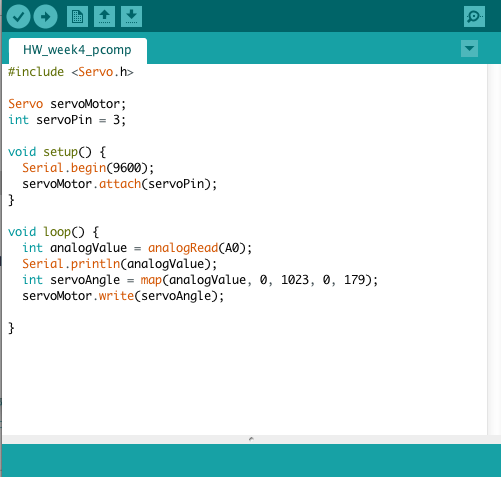 HW_week4_pcomp
#include <Servo.h>
Servo servoMotor;
int servoPin = 3;
void setup() {
  Serial.begin(9600);
  servoMotor.attach(servoPin);
}
void loop() {
  int analogValue = analogRead(A0);
  Serial.println(analogValue);
  int servoAngle = map(analogValue, 0, 1023, 0, 179);
  servoMotor.write(servoAngle);
}